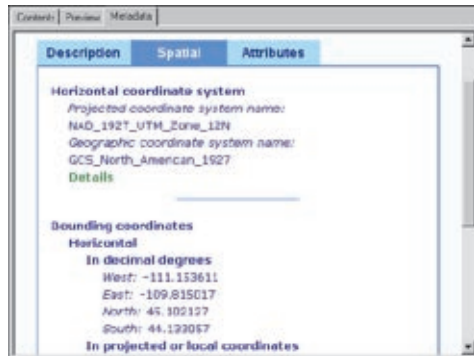 Contents Preview Metadata
Description Spatial Attributes
Horizontal coordinate system
Projected coordinate system name:
NAD_1927_UTM_Zone_12N
Geographic coordinate system name:
GCS_North_American_1927
Details
Bounding coordinates
Horizontal
In decimal degrees
West: -111.153611
East: -109.815017
North: 45.102127
South: 44.133057
In projected or local coordinates